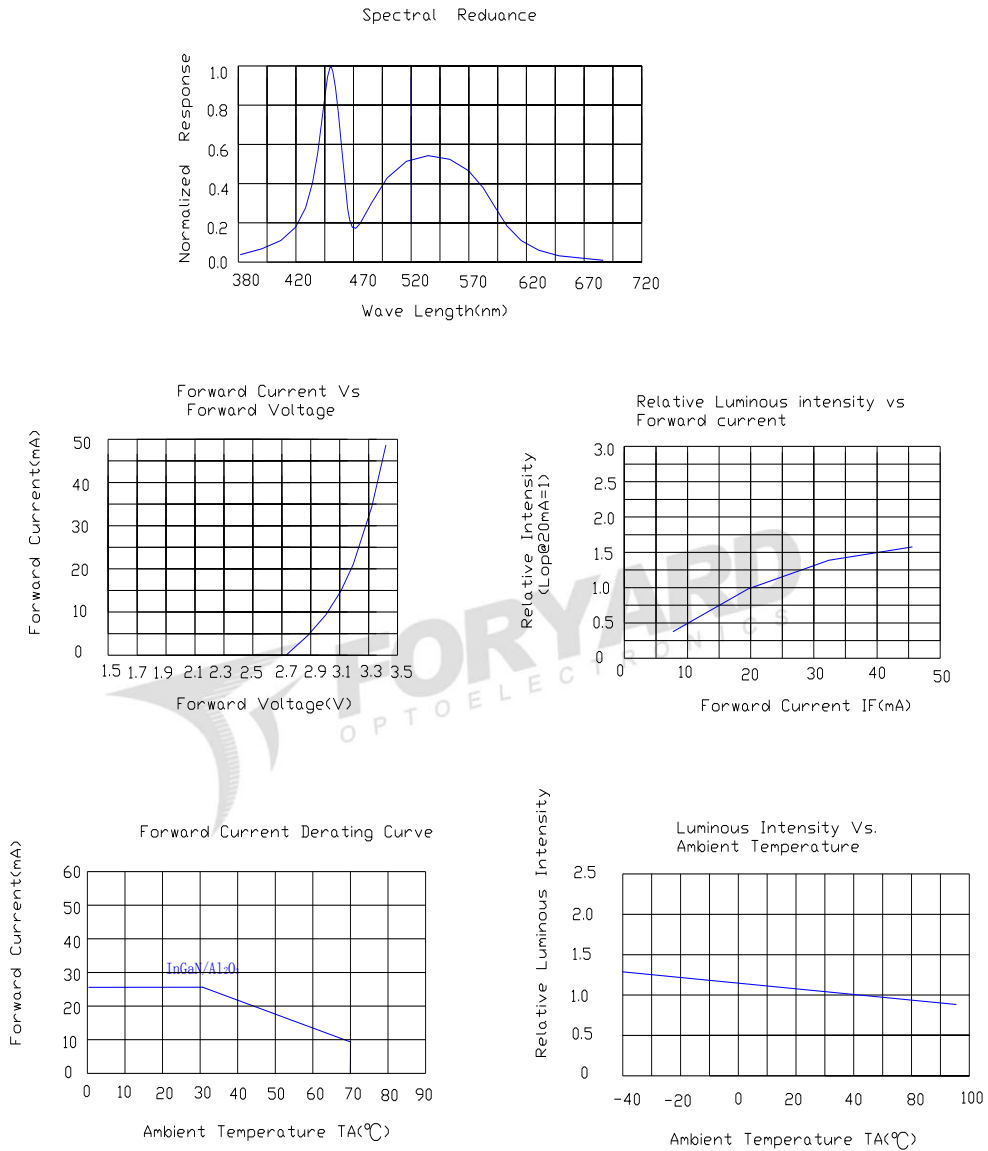 Spectral Reduance
Normalized Response
1.0
0.8
0.6
0.4
0.2
0.0
380 420 470 520 570 620 670 720
Wave Length(nm)
Forward Current Vs
Forward Voltage
Forward Current(mA)
50
40
30
20
10
0
1.5 1.7 1.9 2.1 2.3 2.5 2.7 2.9 3.1 3.3 3.5
Forward Voltage(V)
Relative Luminous intensity vs
Forward current
Relative Intensity
(Lop@20mA=1)
3.0
2.5
2.0
1.5
1.0
0.5
.0
0 10 20 30 40 50
Forward Current IF(mA)
FORYARD
OPTOELECTRONICS
Forward Current Derating Curve
Forward Current(mA)
60
50
40
30
20
10
0
InGaN/Al₂O₃
0 10 20 30 40 50 60 70 80 90
Ambient Temperature TA(℃)
Luminous Intensity Vs.
Ambient Temperature
Relative Luminous Intensity
2.5
2.0
1.5
1.0
0.5
0
-40 -20 0 20 40 80 100
Ambient Temperature TA(℃)